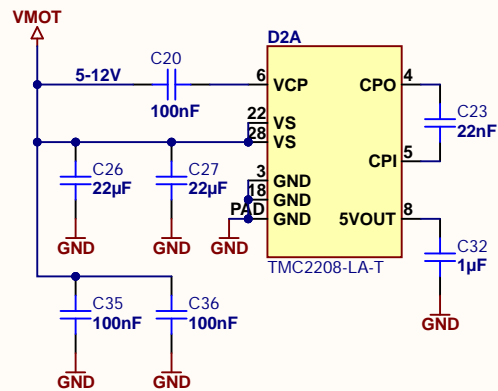 VMOT
C20
D2A
5-12V
6 VCP CPO 4
100nF
C23
22nF
22 VS
28 VS
CPI 5
C26 C27
22µF 22µF
3 GND
18 GND
PAD GND 5VOUT 8
GND GND GND
C32
1µF
TMC2208-LA-T
C35 C36
100nF 100nF
GND
GND GND